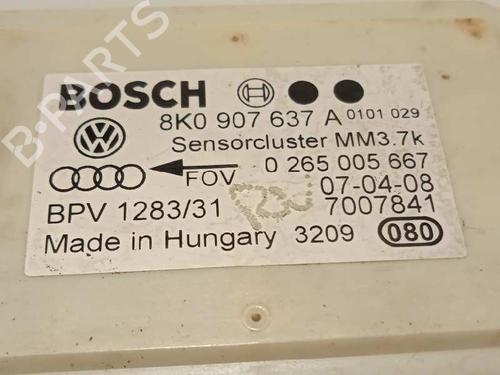 B-PARTS
BOSCH
8K0 907 637 A 0101 029
Sensorcluster MM3.7k
FOV 0 265 005 667
07-04-08
BPV 1283/31 7007841
Made in Hungary 3209 080